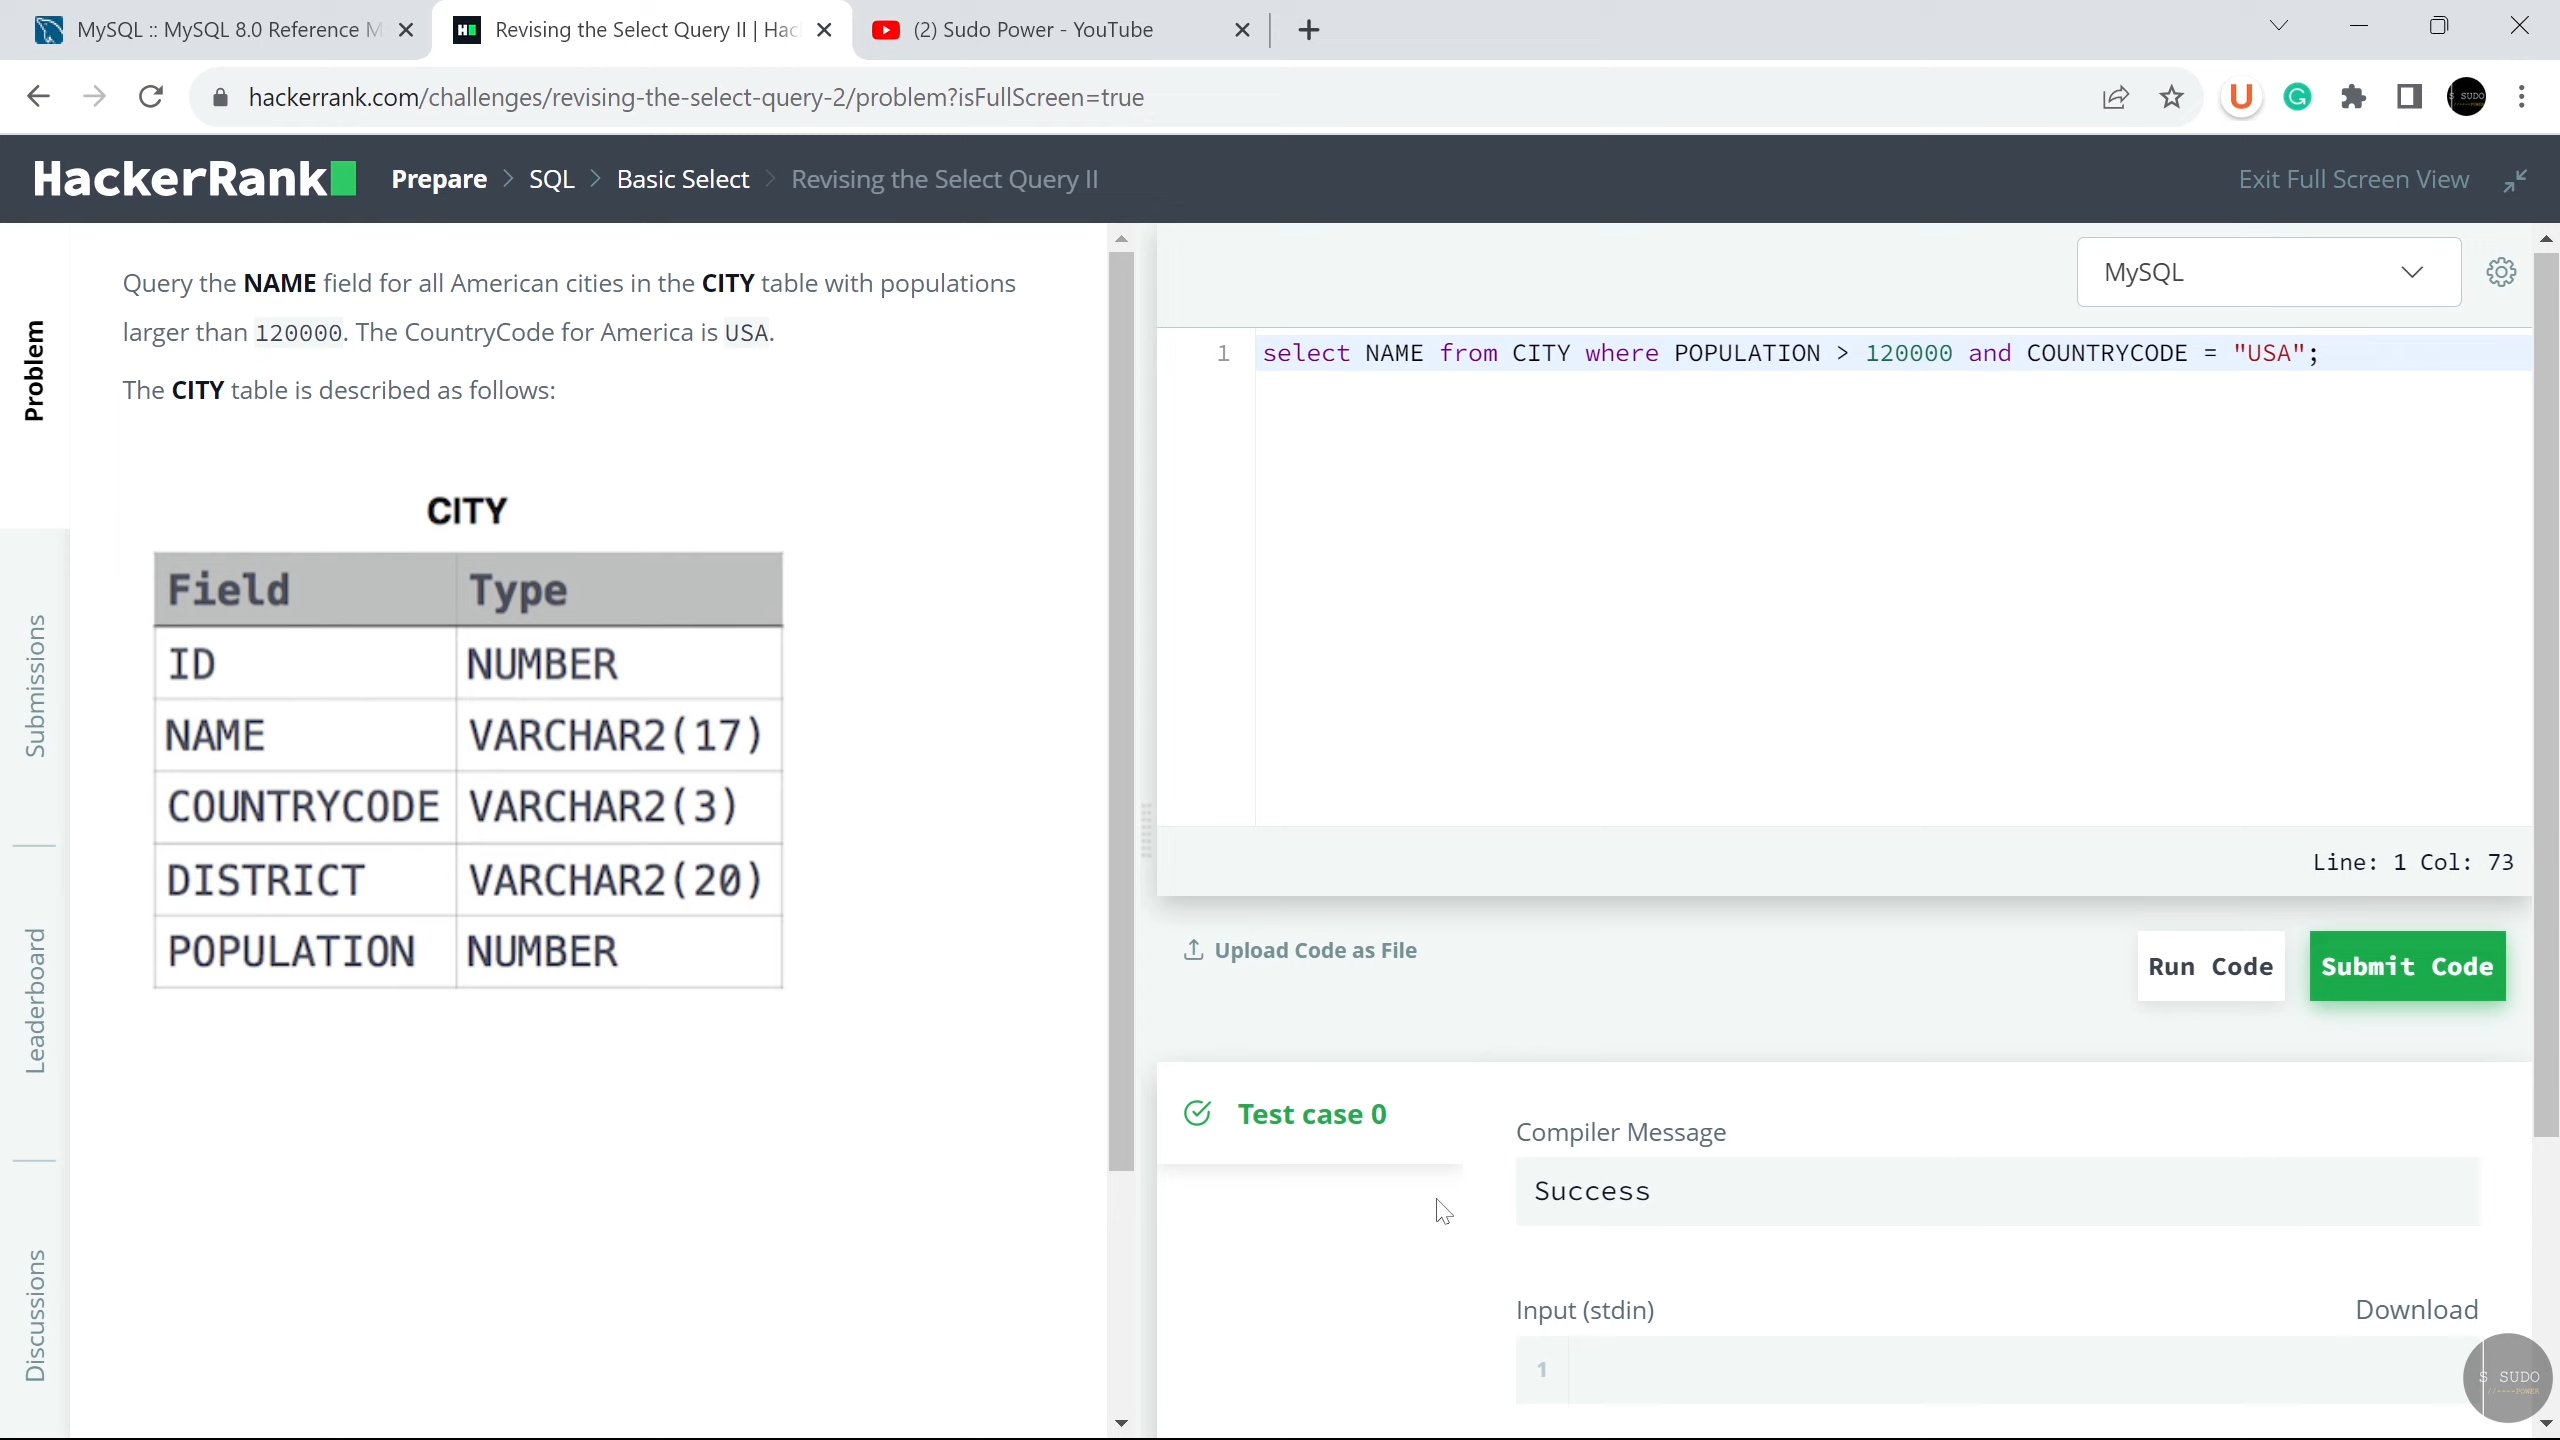 MySQL :: MySQL 8.0 Reference M
Revising the Select Query II | Hac
(2) Sudo Power - YouTube
hackerrank.com/challenges/revising-the-select-query-2/problem?isFullScreen=true
HackerRank
Prepare > SQL > Basic Select > Revising the Select Query II
Exit Full Screen View
Problem
Submissions
Leaderboard
Discussions
Query the NAME field for all American cities in the CITY table with populations
larger than 120000. The CountryCode for America is USA.
The CITY table is described as follows:
CITY
Field Type
ID NUMBER
NAME VARCHAR2(17)
COUNTRYCODE VARCHAR2(3)
DISTRICT VARCHAR2(20)
POPULATION NUMBER
MySQL
1 select NAME from CITY where POPULATION > 120000 and COUNTRYCODE = "USA";
Line: 1 Col: 73
Upload Code as File
Run Code
Submit Code
Test case 0
Compiler Message
Success
Input (stdin)
Download
1
S SUDO
//----POWER